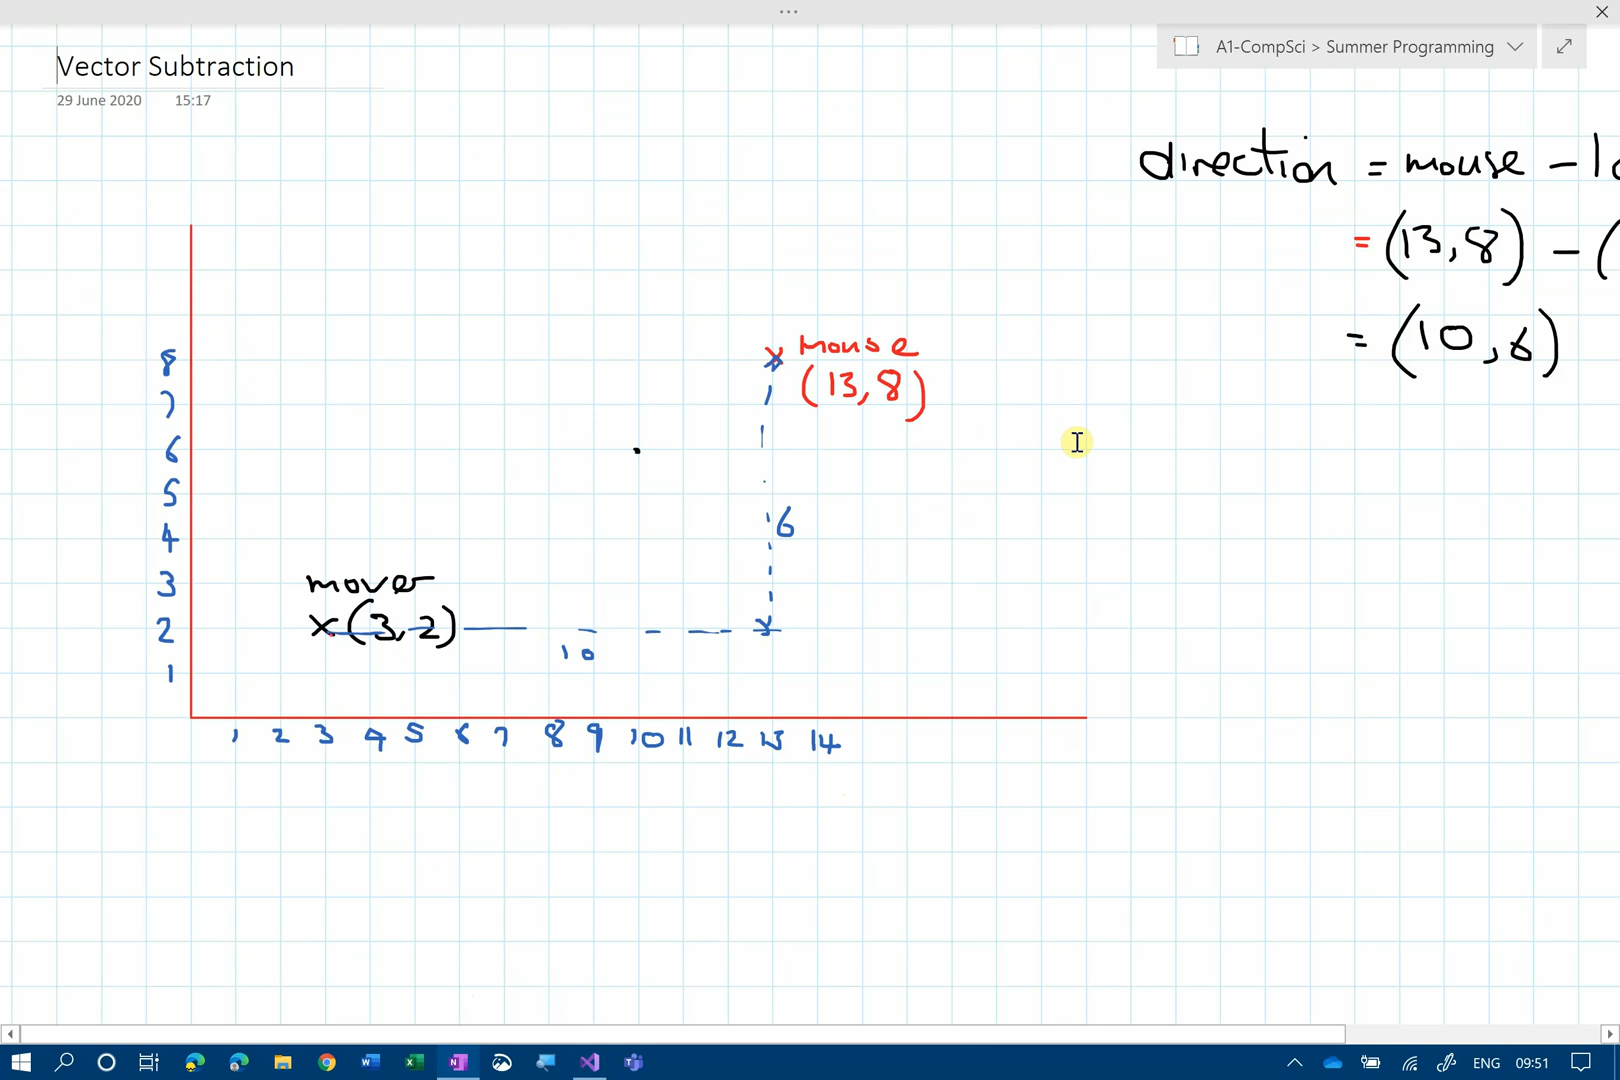 Vector Subtraction
29 June 2020 15:17
A1-CompSci > Summer Programming
direction = mouse - lo
= (13,8) - (
= (10,6)
mouse
(13,8)
8
7
6
5
4
3
2
1
6
mover
x(3,2)
10
1 2 3 4 5 6 7 8 9 10 11 12 13 14
ENG 09:51